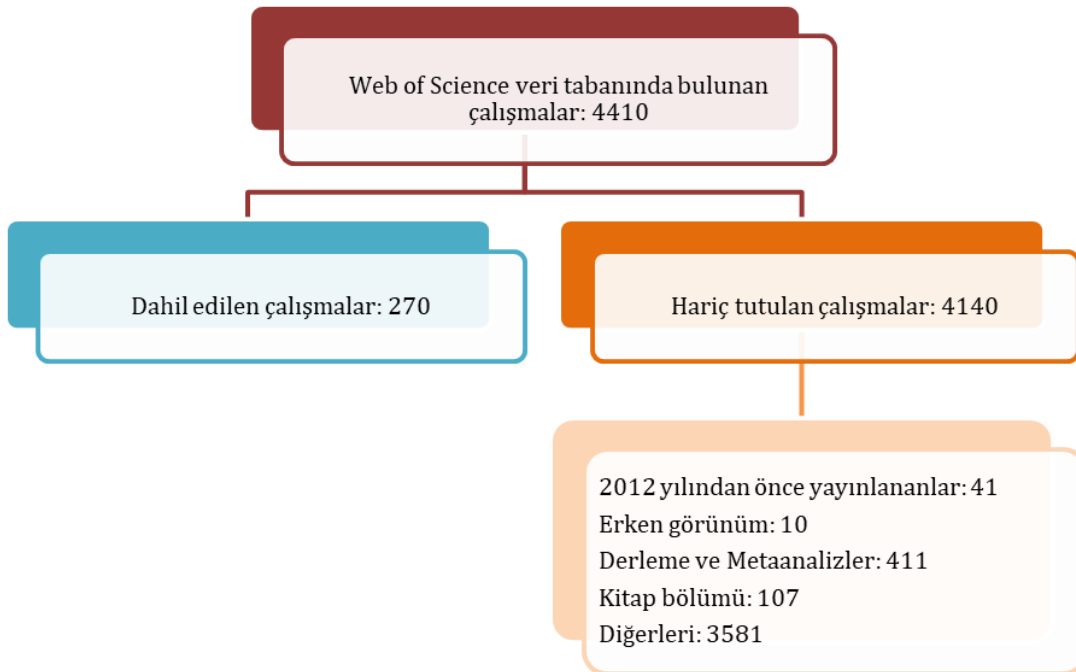 Web of Science veri tabanında bulunan
çalışmalar: 4410
Dahil edilen çalışmalar: 270
Hariç tutulan çalışmalar: 4140
2012 yılından önce yayınlananlar: 41
Erken görünüm: 10
Derleme ve Metaanalizler: 411
Kitap bölümü: 107
Diğerleri: 3581